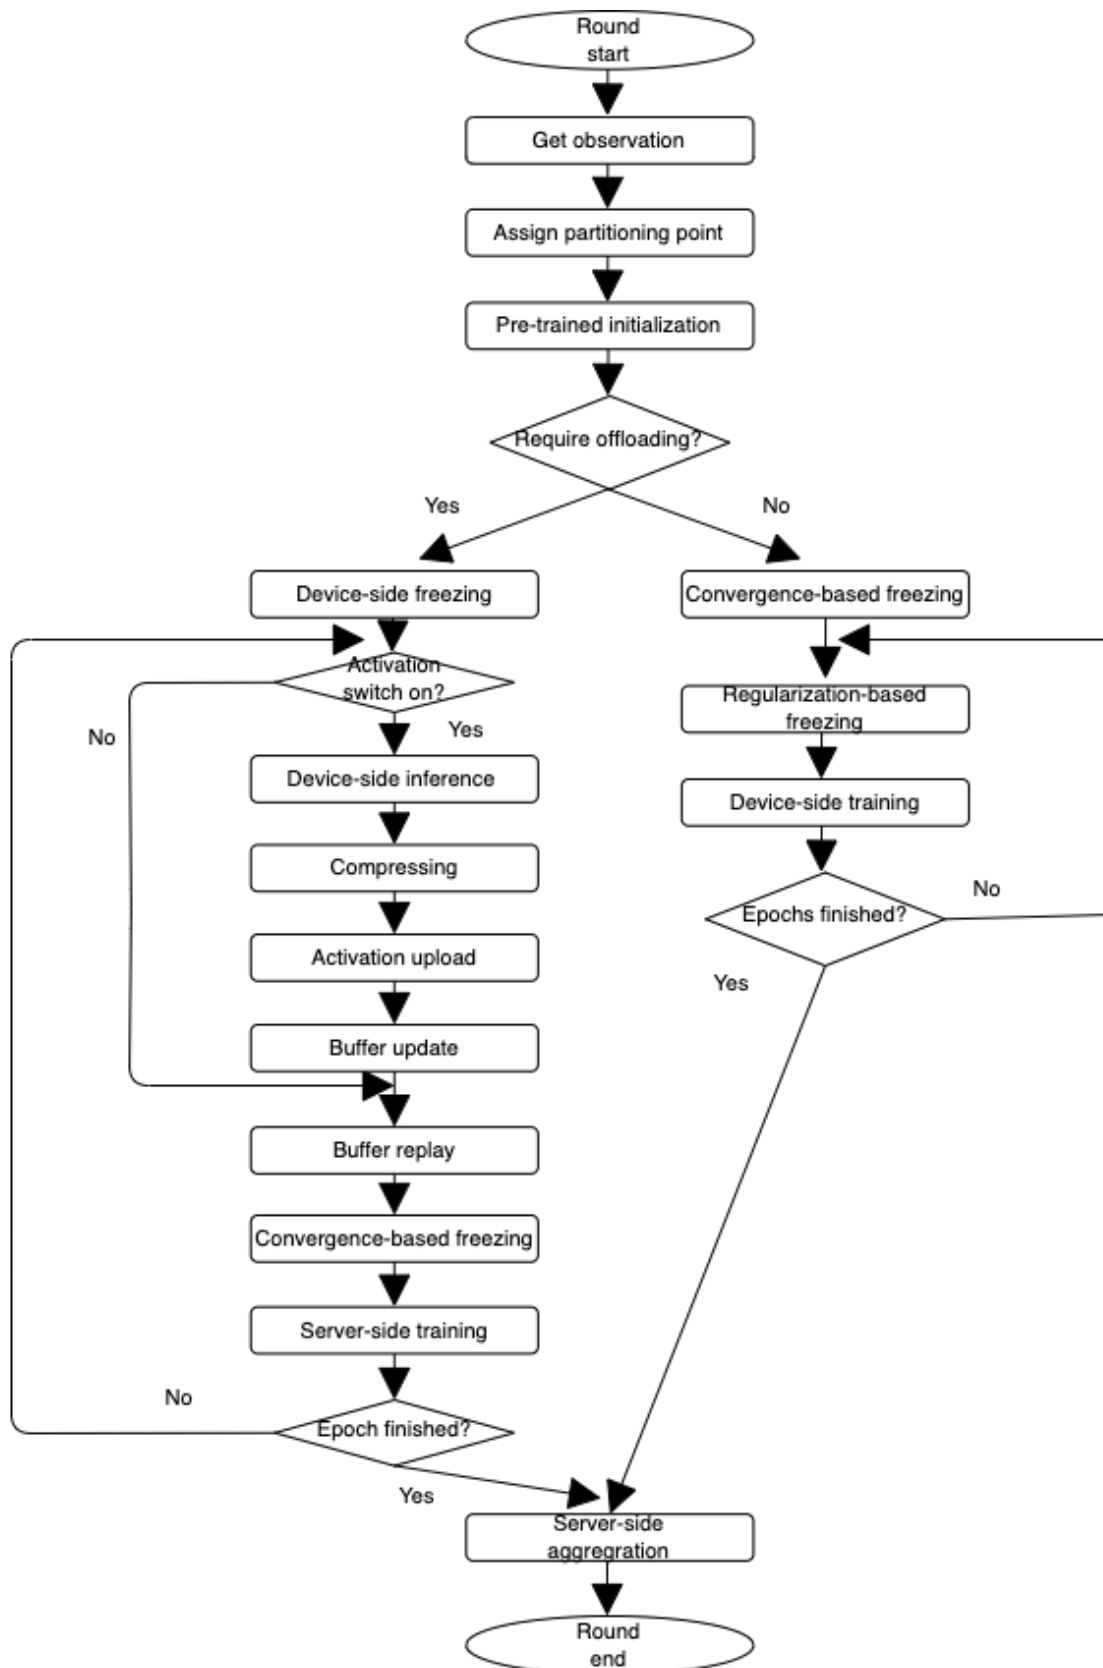 Round
start
Get observation
Assign partitioning point
Pre-trained initialization
Require offloading?
Yes
No
Device-side freezing
Activation
switch on?
No
Yes
Device-side inference
Compressing
Activation upload
Buffer update
Buffer replay
Convergence-based freezing
Server-side training
Epoch finished?
No
Yes
Convergence-based freezing
Regularization-based
freezing
Device-side training
Epochs finished?
No
Yes
Server-side
aggregration
Round
end